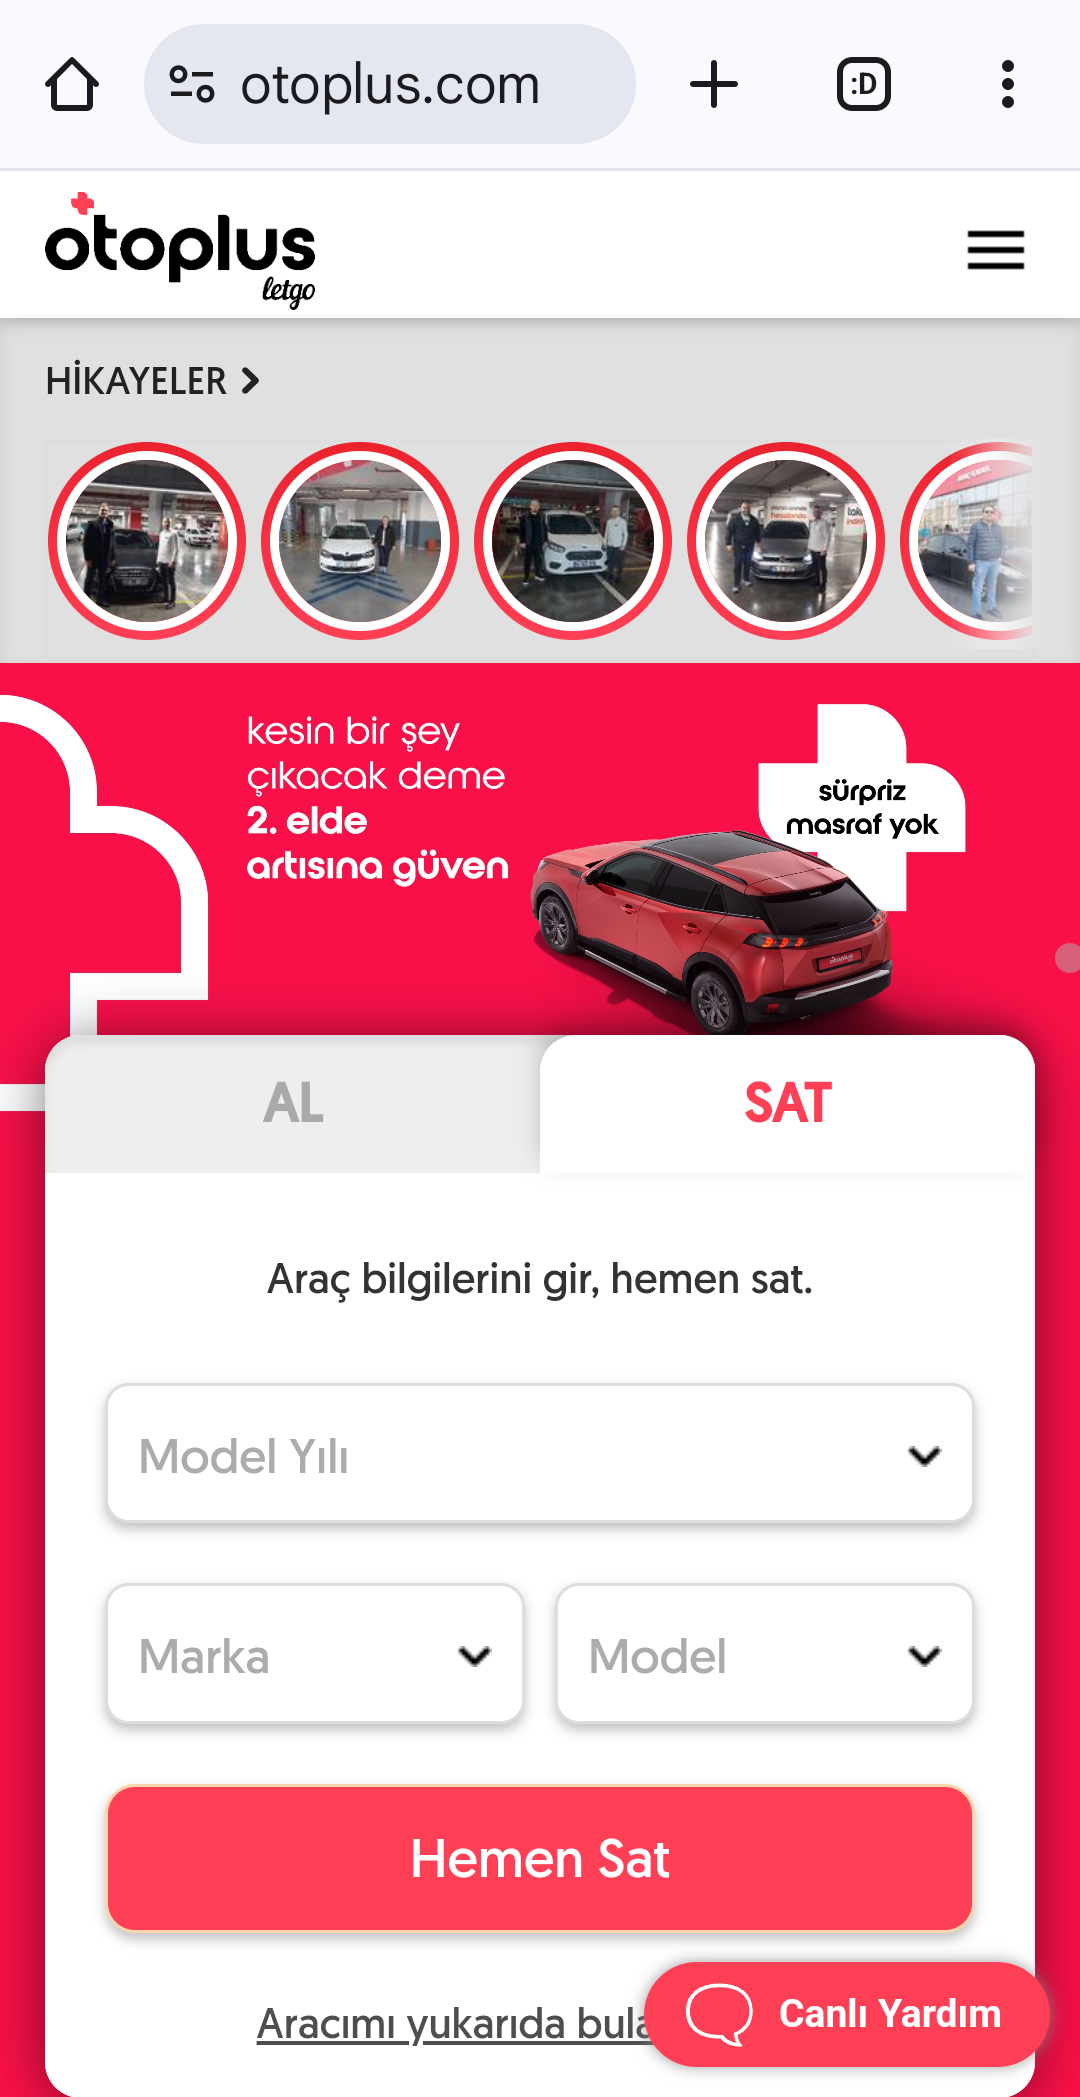 otoplus.com
:D
otoplus
letgo
HİKAYELER
kesin bir şey
çıkacak deme
2. elde
artısına güven
sürpriz
masraf yok
otoplus
AL
SAT
Araç bilgilerini gir, hemen sat.
Model Yılı
Marka
Model
Hemen Sat
Aracımı yukarıda bula
Canlı Yardım